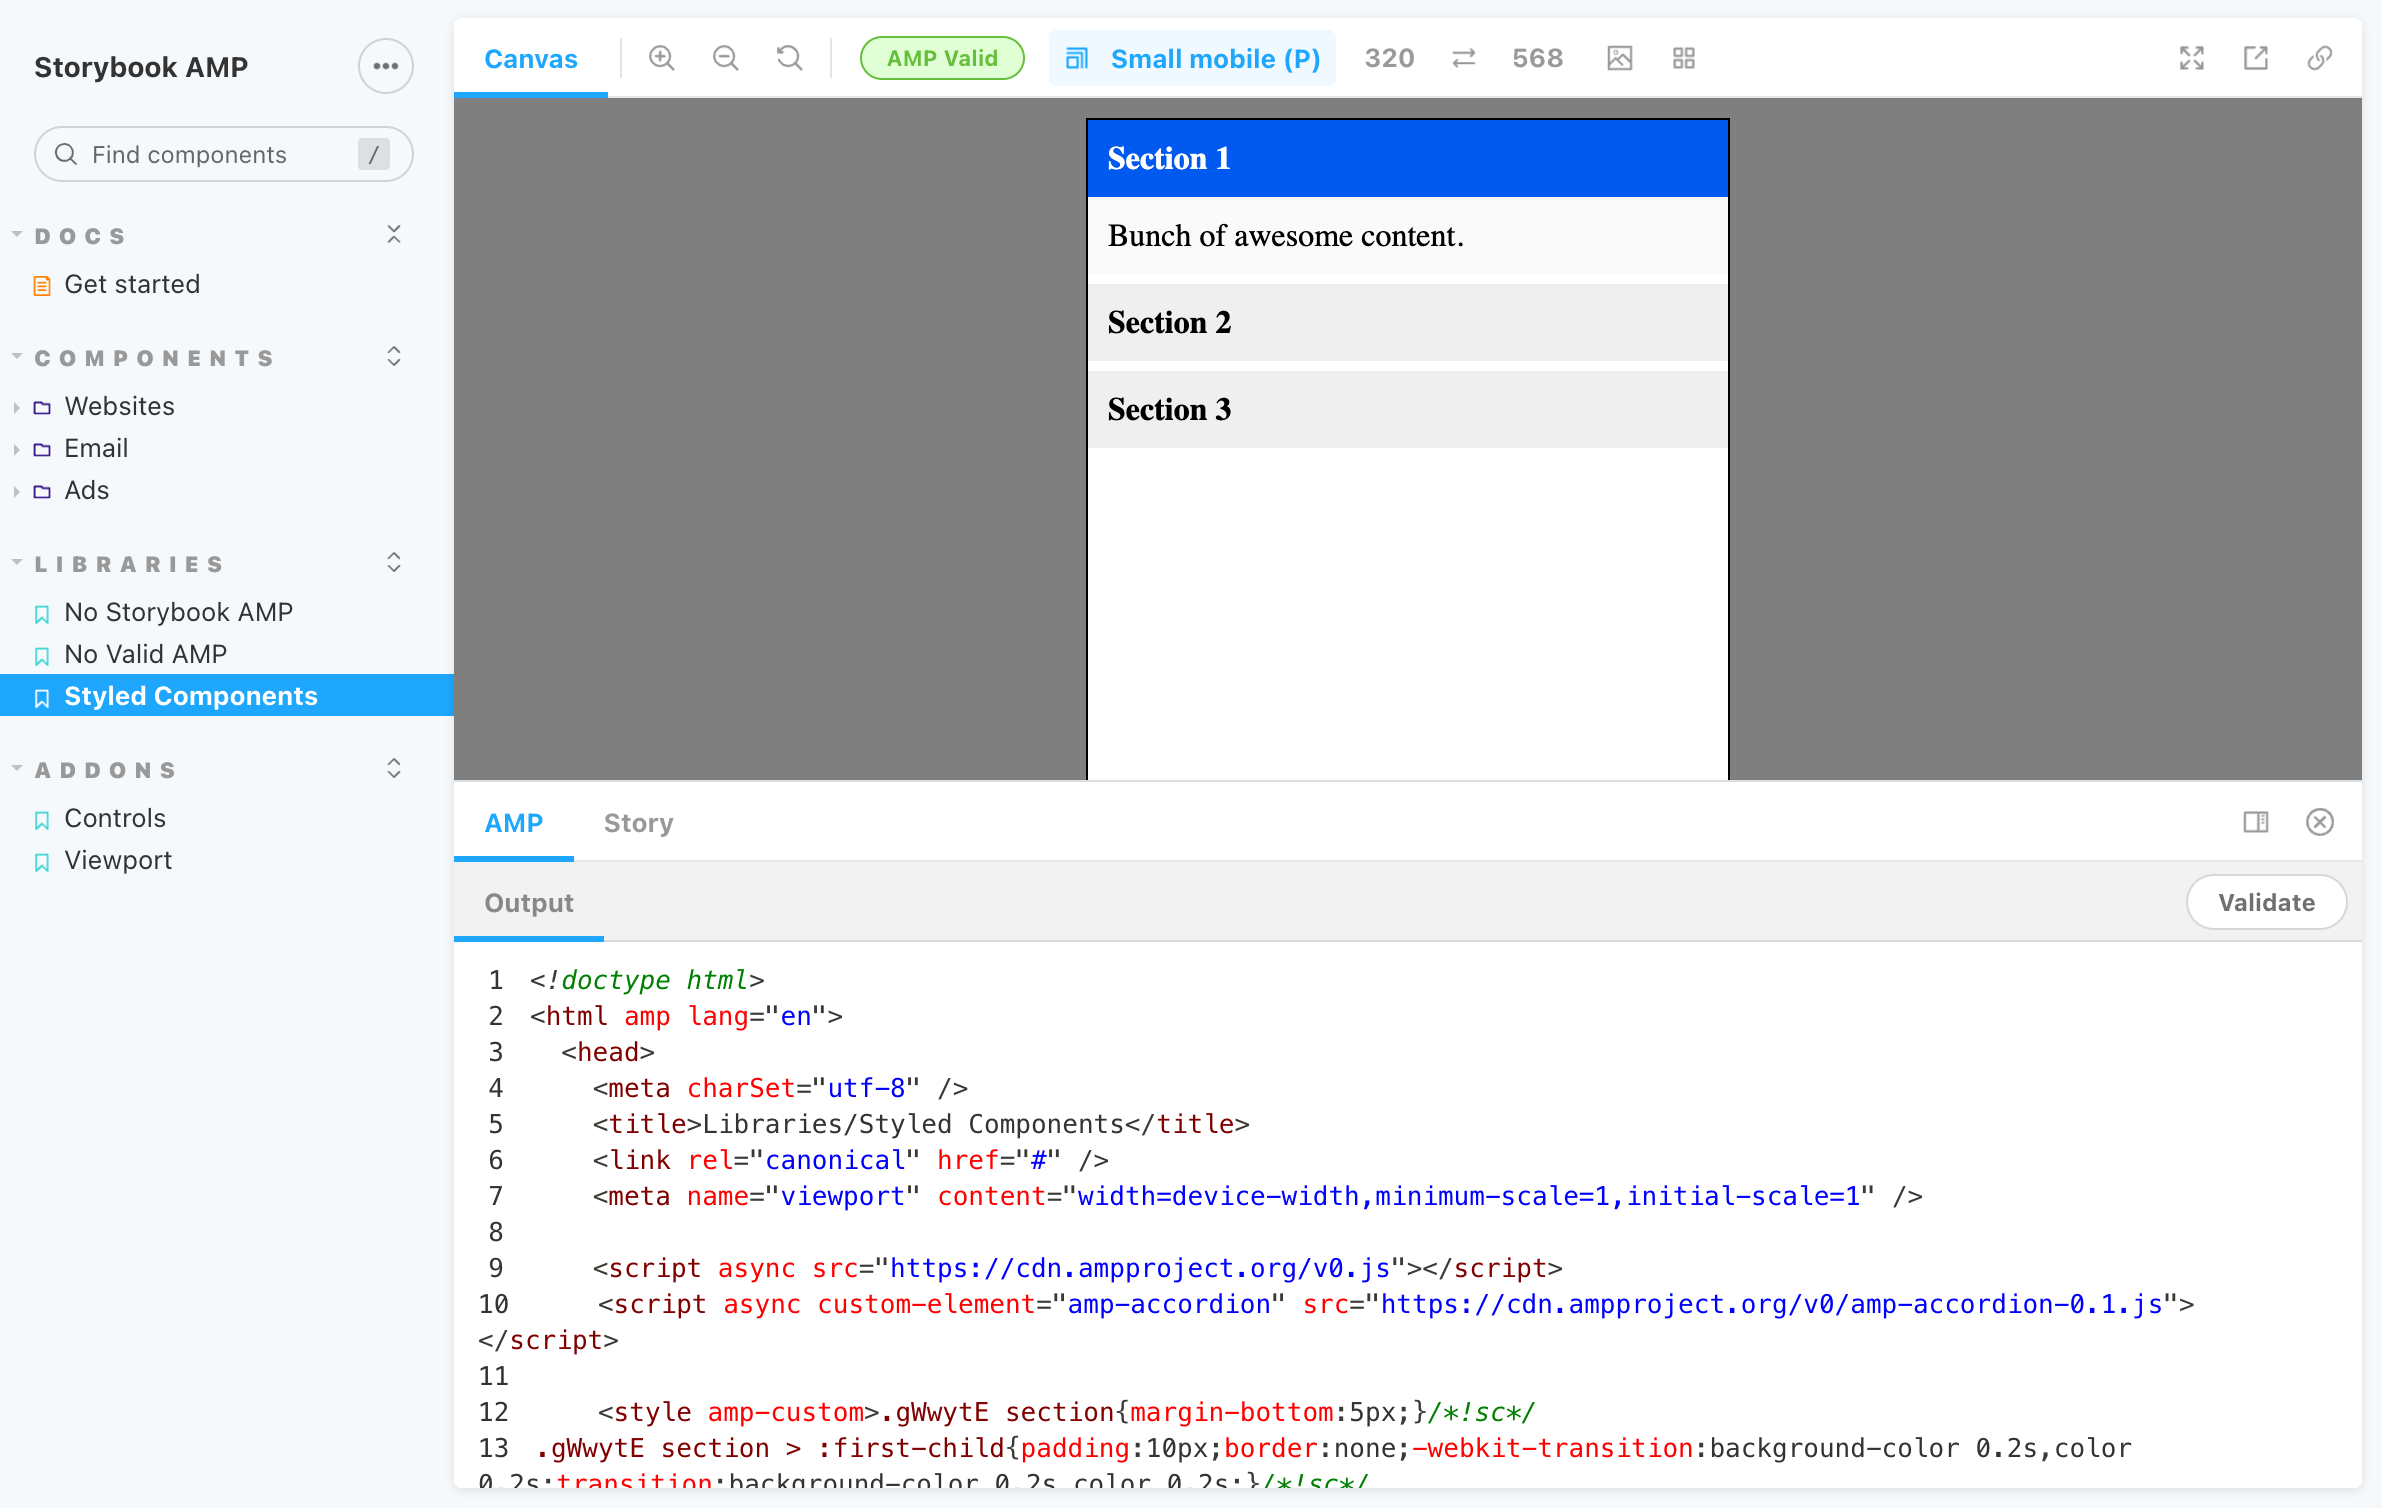 Storybook AMP
Find components
/
DOCS
Get started
COMPONENTS
Websites
Email
Ads
LIBRARIES
No Storybook AMP
No Valid AMP
Styled Components
ADDONS
Controls
Viewport
Canvas
AMP Valid
Small mobile (P)
320
568
Section 1
Bunch of awesome content.
Section 2
Section 3
AMP
Story
Output
Validate
1 <!doctype html>
2 <html amp lang="en">
3 <head>
4 <meta charSet="utf-8" />
5 <title>Libraries/Styled Components</title>
6 <link rel="canonical" href="#" />
7 <meta name="viewport" content="width=device-width,minimum-scale=1,initial-scale=1" />
8
9 <script async src="https://cdn.ampproject.org/v0.js"></script>
10 <script async custom-element="amp-accordion" src="https://cdn.ampproject.org/v0/amp-accordion-0.1.js">
</script>
11
12 <style amp-custom>.gWwytE section{margin-bottom:5px;}/*!sc*/
13 .gWwytE section > :first-child{padding:10px;border:none;-webkit-transition:background-color 0.2s,color
0.2s;transition:background-color 0.2s,color 0.2s;}/*!sc*/